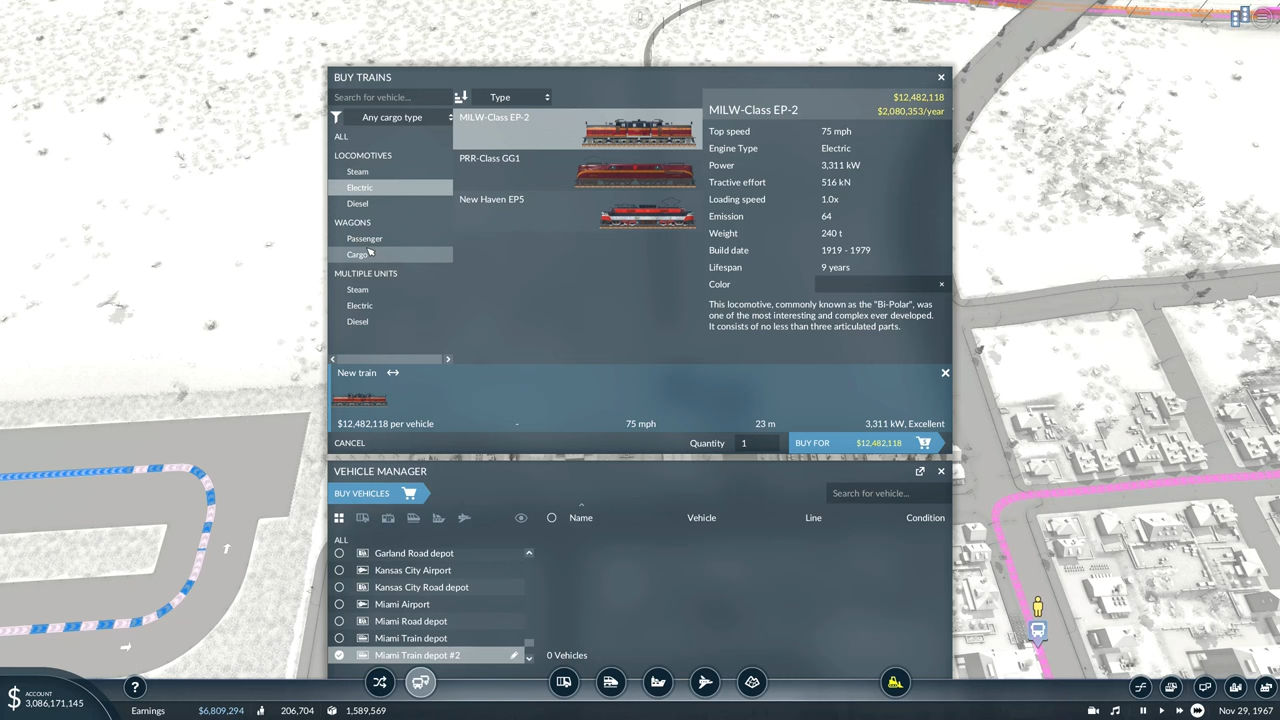 BUY TRAINS
Search for vehicle...
Type
Any cargo type
ALL
LOCOMOTIVES
Steam
Electric
Diesel
WAGONS
Passenger
Cargo
MULTIPLE UNITS
Steam
Electric
Diesel
MILW-Class EP-2
PRR-Class GG1
New Haven EP5
MILW-Class EP-2
$12,482,118
$2,080,353/year
Top speed 75 mph
Engine Type Electric
Power 3,311 kW
Tractive effort 516 kN
Loading speed 1.0x
Emission 64
Weight 240 t
Build date 1919 - 1979
Lifespan 9 years
Color
This locomotive, commonly known as the "Bi-Polar", was
one of the most interesting and complex ever developed.
It consists of no less than three articulated parts.
New train
$12,482,118 per vehicle - 75 mph 23 m 3,311 kW, Excellent
CANCEL Quantity 1 BUY FOR $12,482,118
VEHICLE MANAGER
BUY VEHICLES
Search for vehicle...
Name Vehicle Line Condition
ALL
Garland Road depot
Kansas City Airport
Kansas City Road depot
Miami Airport
Miami Road depot
Miami Train depot
Miami Train depot #2
0 Vehicles
$ ACCOUNT
3,086,171,145
?
Earnings $6,809,294 206,704 1,589,569
Nov 29, 1967